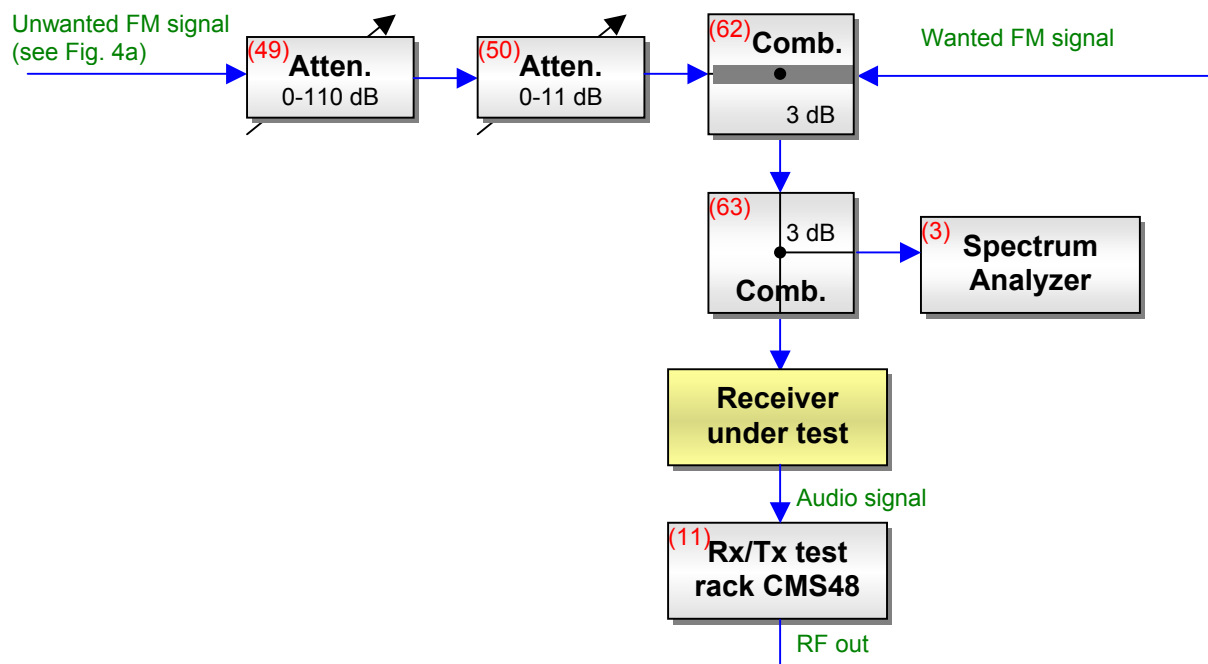 Unwanted FM signal
(see Fig. 4a)
(49)
Atten.
0-110 dB
(50)
Atten.
0-11 dB
(62)
Comb.
3 dB
Wanted FM signal
(63)
3 dB
Comb.
(3)
Spectrum
Analyzer
Receiver
under test
Audio signal
(11)
Rx/Tx test
rack CMS48
RF out